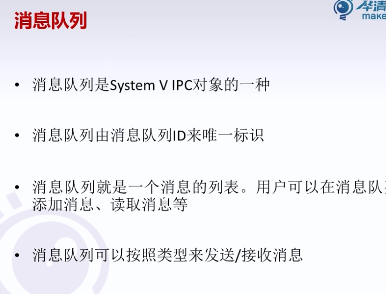 消息队列
make
• 消息队列是System V IPC对象的一种
• 消息队列由消息队列ID来唯一标识
• 消息队列就是一个消息的列表。用户可以在消息队
添加消息、读取消息等
• 消息队列可以按照类型来发送/接收消息